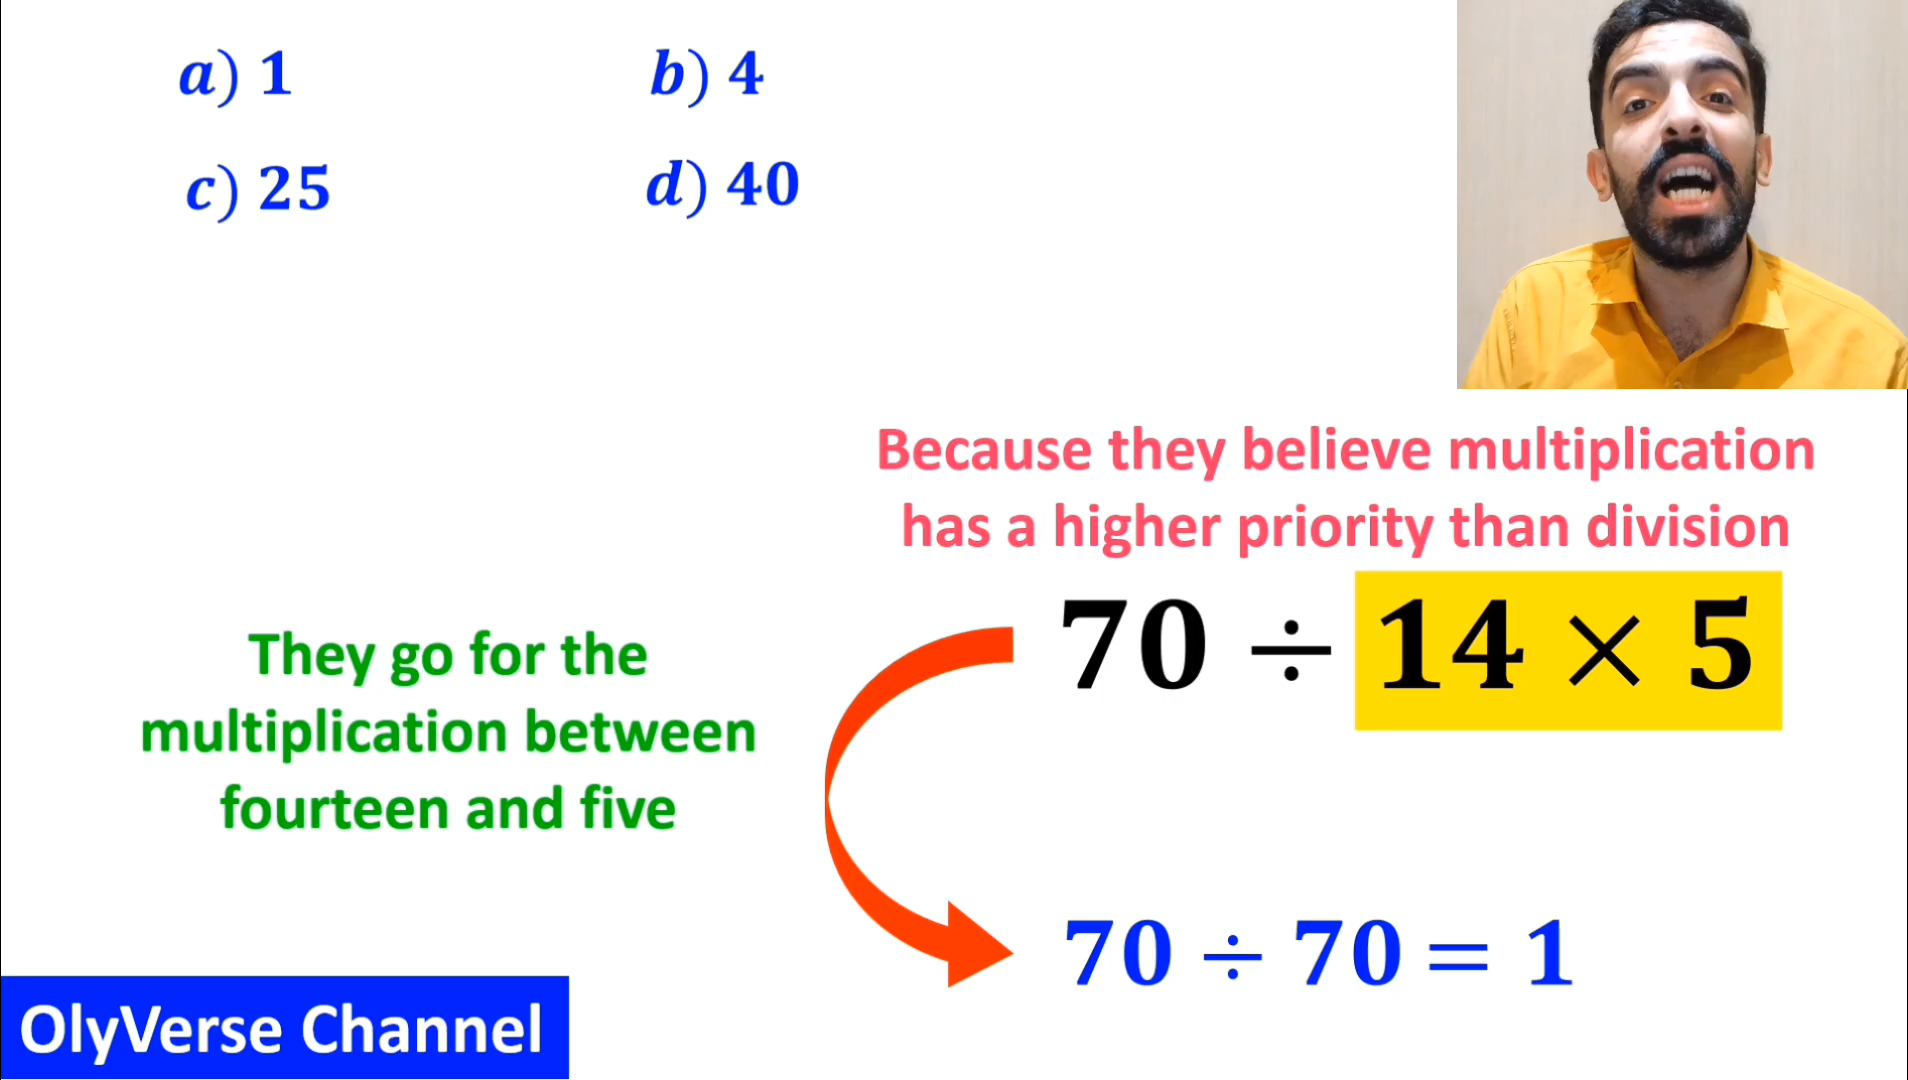 a) 1
b) 4
c) 25
d) 40
Because they believe multiplication
has a higher priority than division
70 ÷ 14 × 5
They go for the
multiplication between
fourteen and five
70 ÷ 70 = 1
OlyVerse Channel